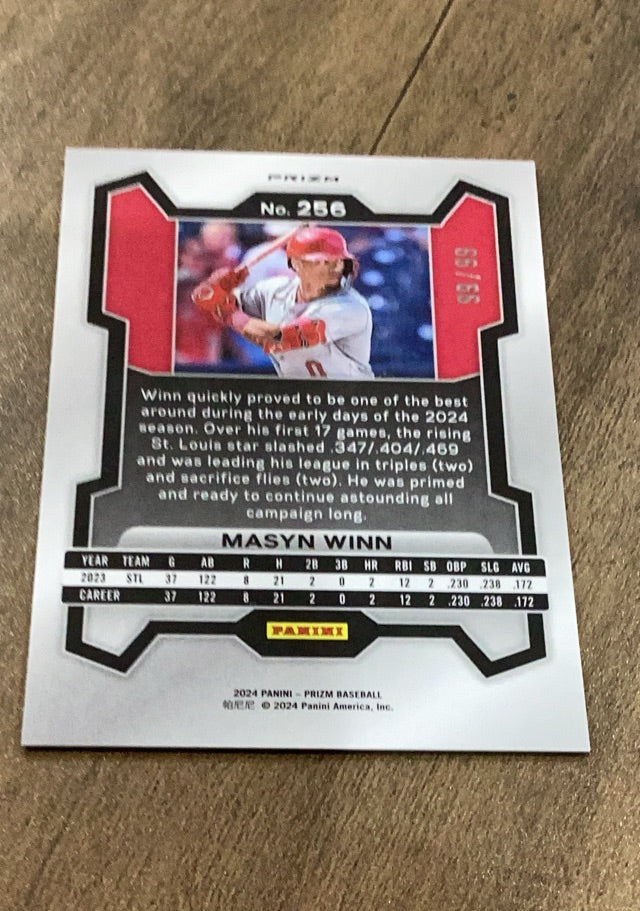 PRIZM
No. 256
99/99
0
Winn quickly proved to be one of the best
around during the early days of the 2024
season. Over his first 17 games, the rising
St. Louis star slashed .347/.404/.469
and was leading his league in triples (two)
and sacrifice flies (two). He was primed
and ready to continue astounding all
campaign long.
MASYN WINN
YEAR TEAM G AB R H 2B 3B HR RBI SB OBP SLG AVG
2023 STL 37 122 8 21 2 0 2 12 2 .230 .238 .172
CAREER 37 122 8 21 2 0 2 12 2 .230 .238 .172
PANINI
2024 PANINI – PRIZM BASEBALL
帕尼尼 © 2024 Panini America, Inc.